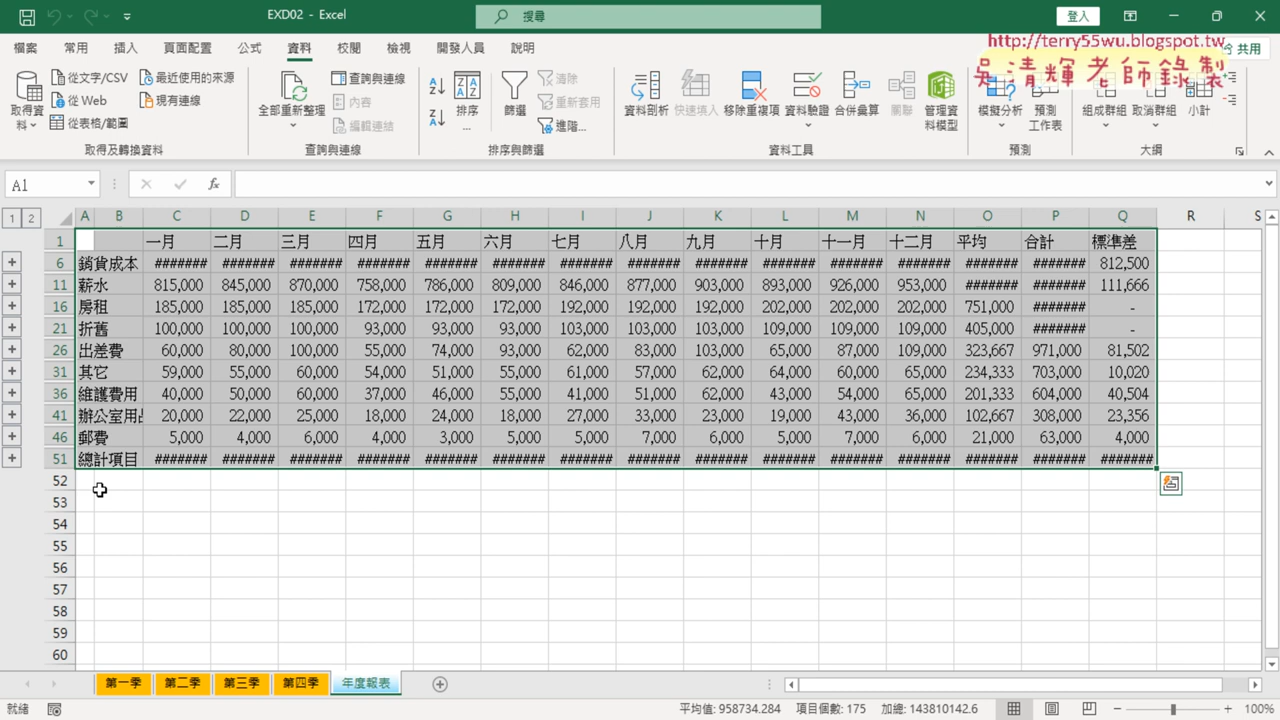 EXD02 - Excel
搜尋
登入
檔案 常用 插入 頁面配置 公式 資料 校閱 檢視 開發人員 說明
共用
http://terry55wu.blogspot.tw
吳清輝老師錄製
取得資料 從文字/CSV 最近使用的來源 全部重新整理 查詢與連線 排序... 篩選 清除 資料剖析 快速填入 移除重複項 資料驗證 合併彙算 關聯 管理資料模型 模擬分析 預測工作表 組成群組 取消群組 小計
從 Web 現有連線 內容 重新套用
從表格/範圍 編輯連結 進階...
取得及轉換資料 查詢與連線 排序與篩選 資料工具 預測 大綱
A1 fx
1 2 A B C D E F G H I J K L M N O P Q R S
1 一月 二月 三月 四月 五月 六月 七月 八月 九月 十月 十一月 十二月 平均 合計 標準差
6 銷貨成本 ####### ####### ####### ####### ####### ####### ####### ####### ####### ####### ####### ####### ####### ####### 812,500
11 薪水 815,000 845,000 870,000 758,000 786,000 809,000 846,000 877,000 903,000 893,000 926,000 953,000 ####### ####### 111,666
16 房租 185,000 185,000 185,000 172,000 172,000 172,000 192,000 192,000 192,000 202,000 202,000 202,000 751,000 ####### -
21 折舊 100,000 100,000 100,000 93,000 93,000 93,000 103,000 103,000 103,000 109,000 109,000 109,000 405,000 ####### -
26 出差費 60,000 80,000 100,000 55,000 74,000 93,000 62,000 83,000 103,000 65,000 87,000 109,000 323,667 971,000 81,502
31 其它 59,000 55,000 60,000 54,000 51,000 55,000 61,000 57,000 62,000 64,000 60,000 65,000 234,333 703,000 10,020
36 維護費用 40,000 50,000 60,000 37,000 46,000 55,000 41,000 51,000 62,000 43,000 54,000 65,000 201,333 604,000 40,504
41 辦公室用 20,000 22,000 25,000 18,000 24,000 18,000 27,000 33,000 23,000 19,000 43,000 36,000 102,667 308,000 23,356
46 郵費 5,000 4,000 6,000 4,000 3,000 5,000 5,000 7,000 6,000 5,000 7,000 6,000 21,000 63,000 4,000
51 總計項目 ####### ####### ####### ####### ####### ####### ####### ####### ####### ####### ####### ####### ####### ####### #######
52
53
54
55
56
57
58
59
60
第一季 第二季 第三季 第四季 年度報表
就緒 平均值: 958734.284 項目個數: 175 加總: 143810142.6 100%